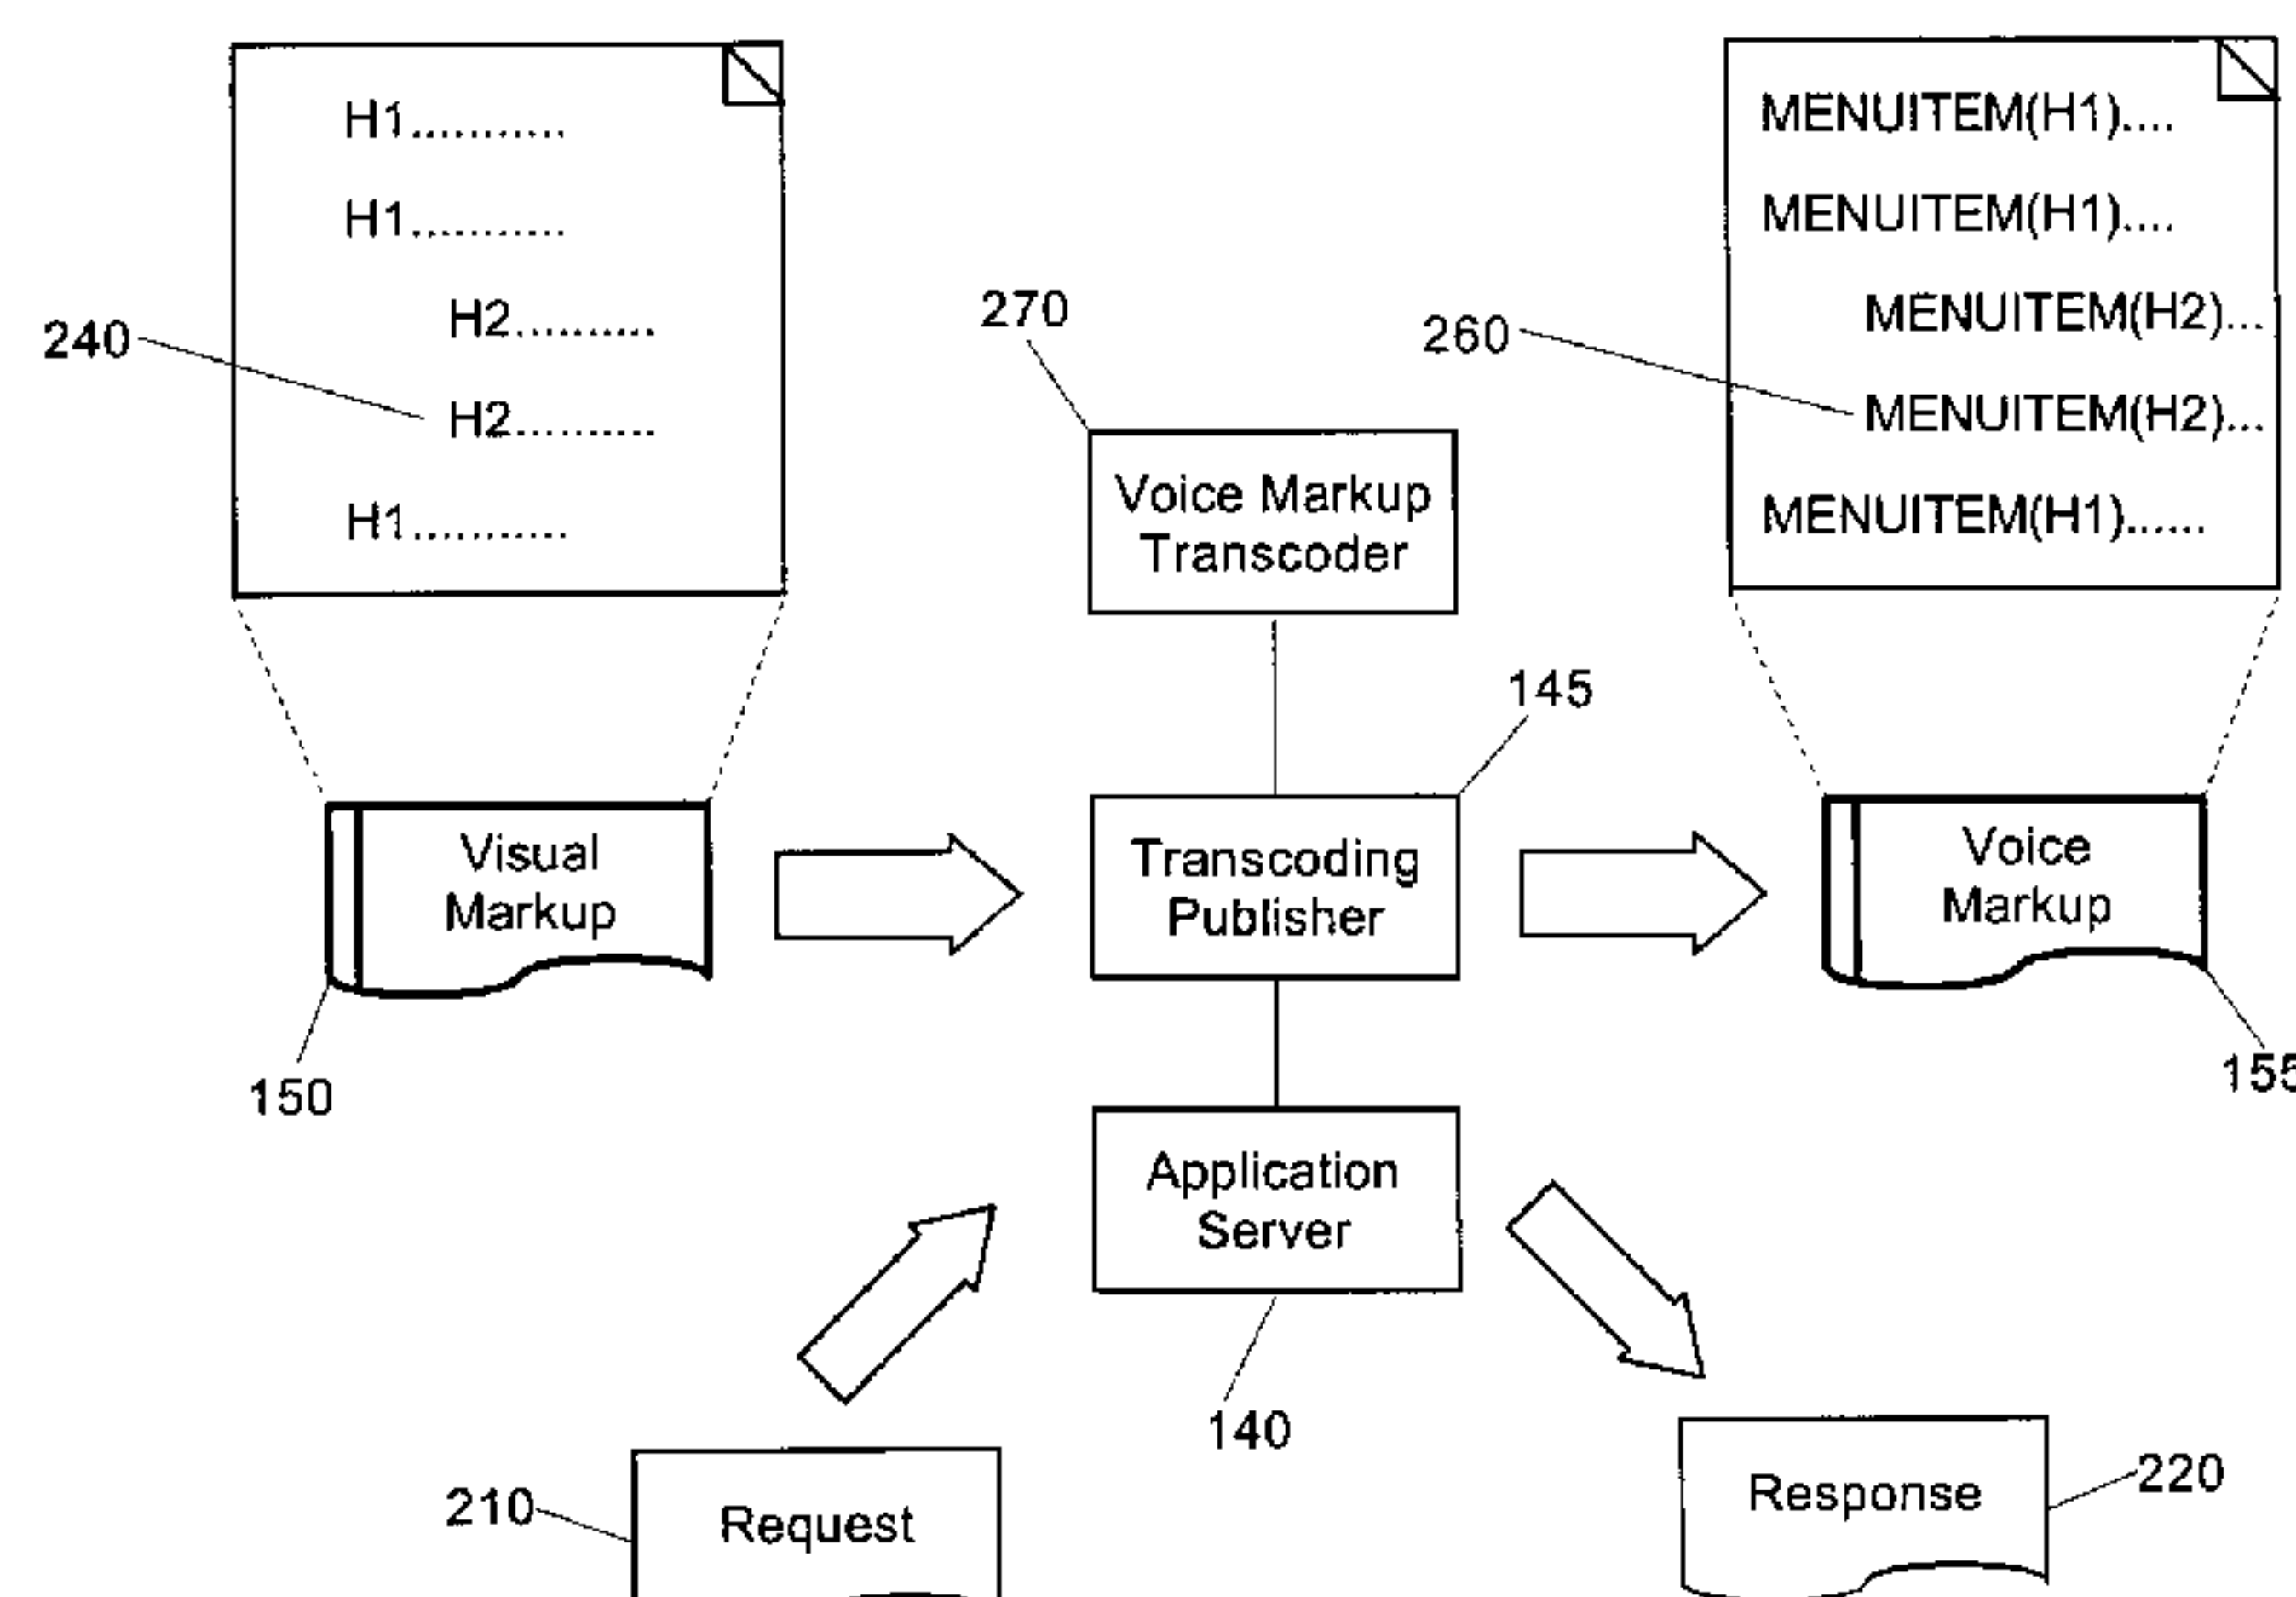 H1...........
H1...........
H2..........
H2...........
H1...........
240
270
260
MENUITEM(H1)....
MENUITEM(H1)....
MENUITEM(H2)...
MENUITEM(H2)...
MENUITEM(H1)......
Voice Markup
Transcoder
145
Visual
Markup
Transcoding
Publisher
Voice
Markup
150
155
Application
Server
140
210
Request
Response
220